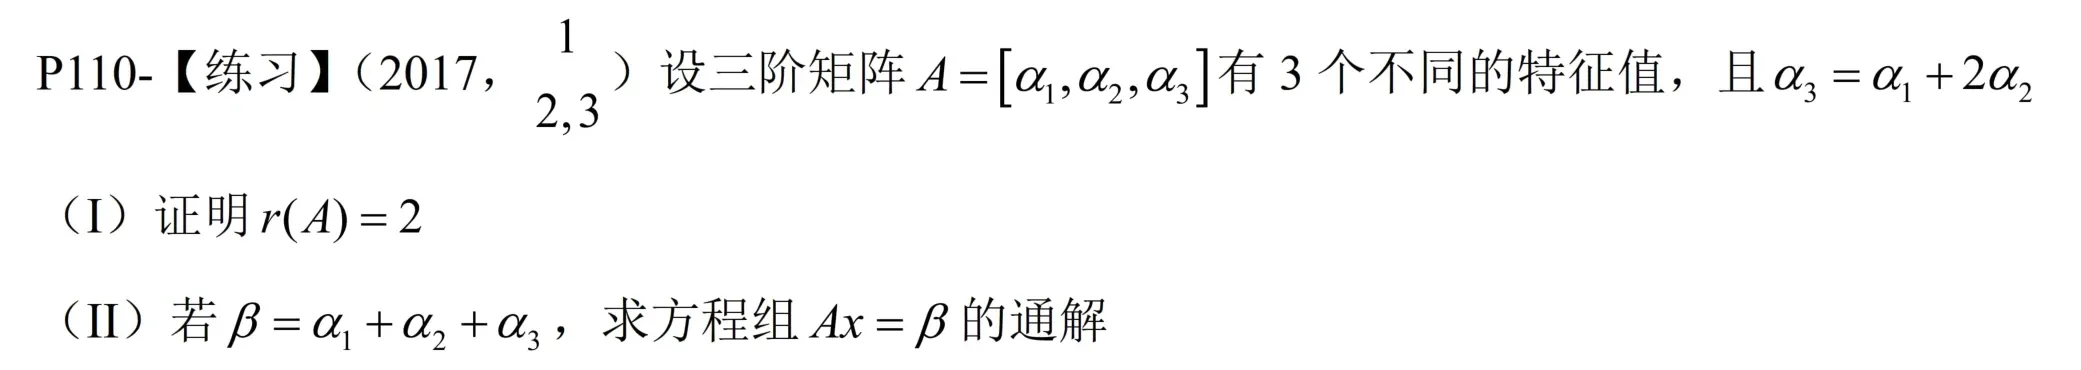 P110-【练习】（2017，1 2,3）设三阶矩阵 A = [α₁,α₂,α₃] 有 3 个不同的特征值，且 α₃ = α₁ + 2α₂
（I）证明 r(A) = 2
（II）若 β = α₁ + α₂ + α₃，求方程组 Ax = β 的通解